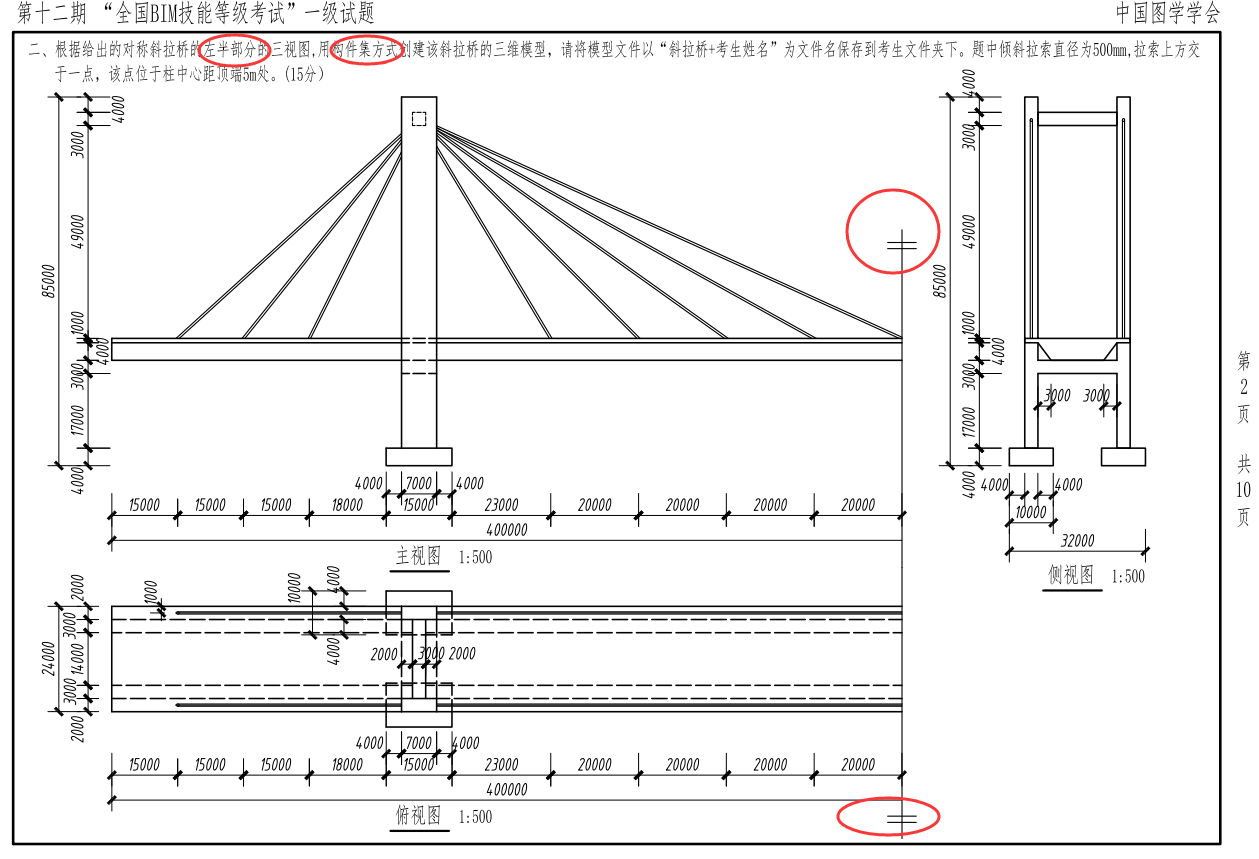 第十二期 “全国BIM技能等级考试”一级试题
中国图学学会
二、根据给出的对称斜拉桥的左半部分的三视图,用构件集方式创建该斜拉桥的三维模型，请将模型文件以“斜拉桥+考生姓名”为文件名保存到考生文件夹下。题中倾斜拉索直径为500mm,拉索上方交
于一点，该点位于柱中心距顶端5m处。(15分)
4000
3000
49000
85000
1000
4000
3000
17000
4000
4000 7000 4000
15000 15000 15000 18000 15000 23000 20000 20000 20000 20000
400000
主视图 1:500
4000
3000
49000
85000
1000
4000
3000
17000
4000
3000 3000
4000 4000
10000
32000
侧视图 1:500
2000
3000
24000
14000
3000
2000
1000
10000
4000
4000
2000 3000 2000
4000 7000 4000
15000 15000 15000 18000 15000 23000 20000 20000 20000 20000
400000
俯视图 1:500
第
2
页
共
10
页